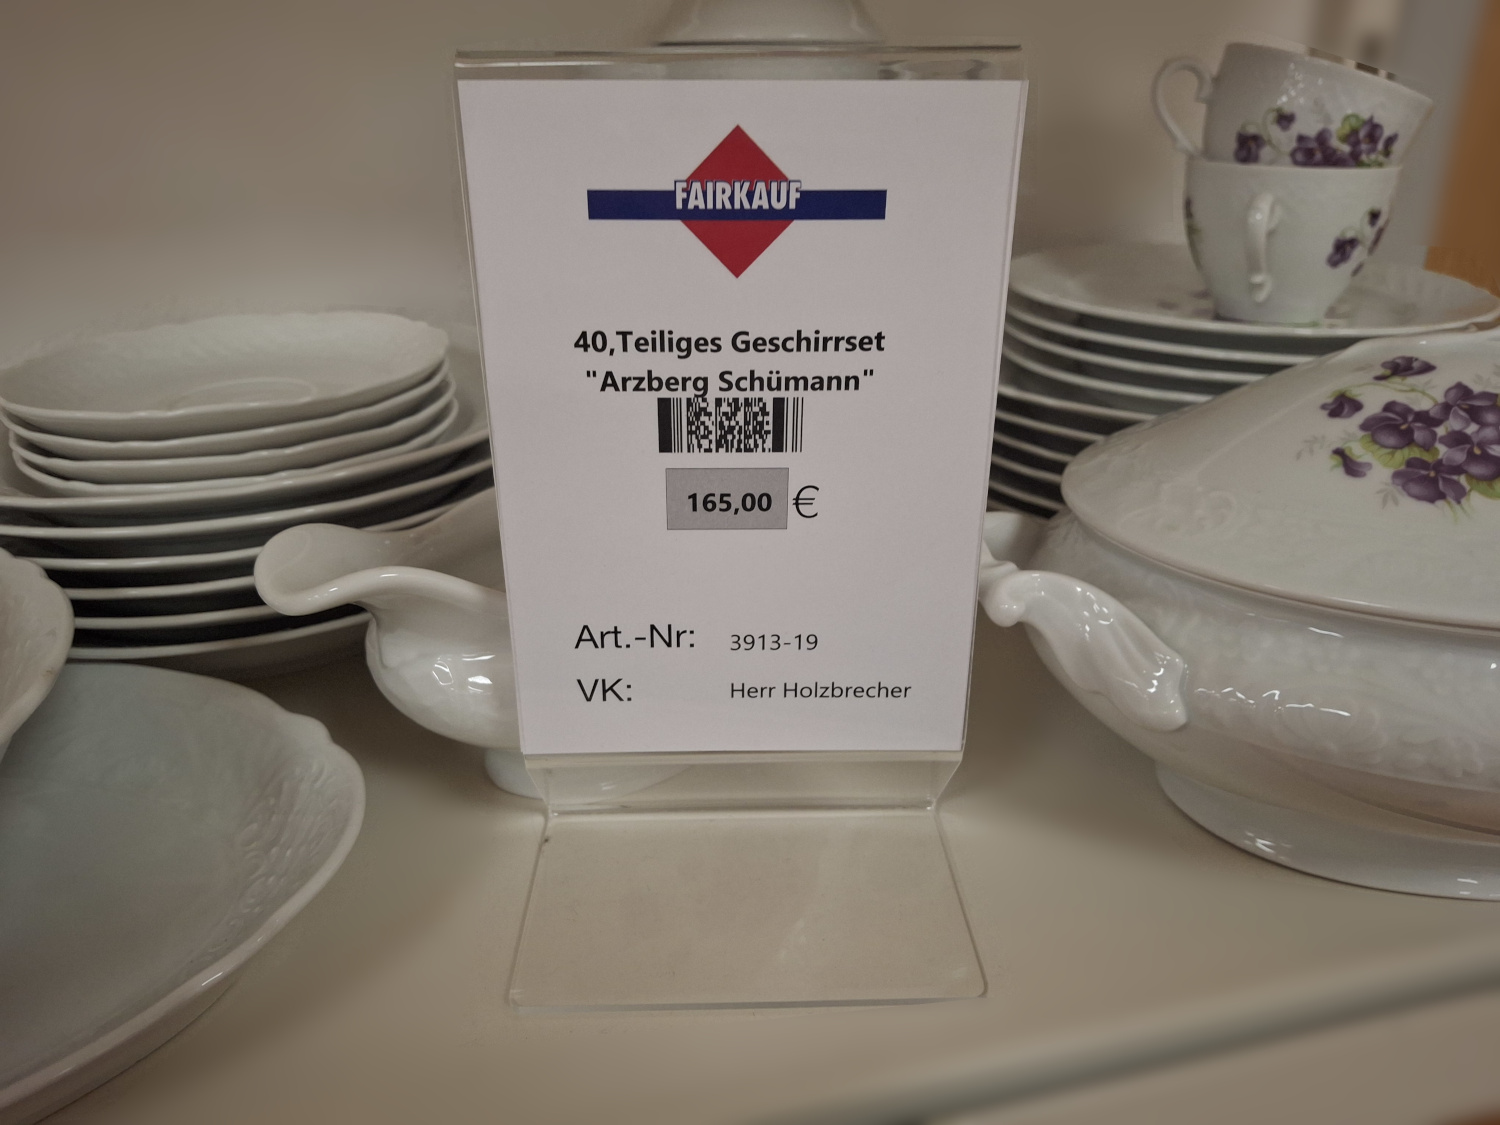 FAIRKAUF
40,Teiliges Geschirrset
"Arzberg Schümann"
165,00 €
Art.-Nr: 3913-19
VK: Herr Holzbrecher